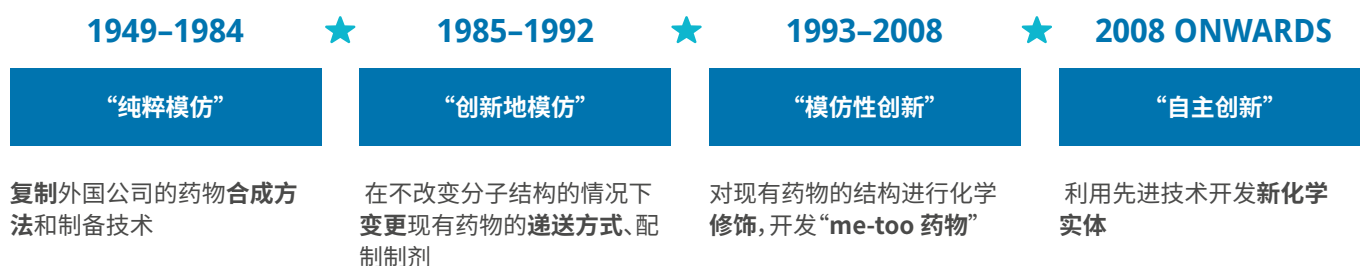 1949–1984
1985–1992
1993–2008
2008 ONWARDS
“纯粹模仿”
“创新地模仿”
“模仿性创新”
“自主创新”
复制外国公司的药物合成方
法和制备技术
在不改变分子结构的情况下
变更现有药物的递送方式、配
制制剂
对现有药物的结构进行化学
修饰，开发“me-too 药物”
利用先进技术开发新化学
实体